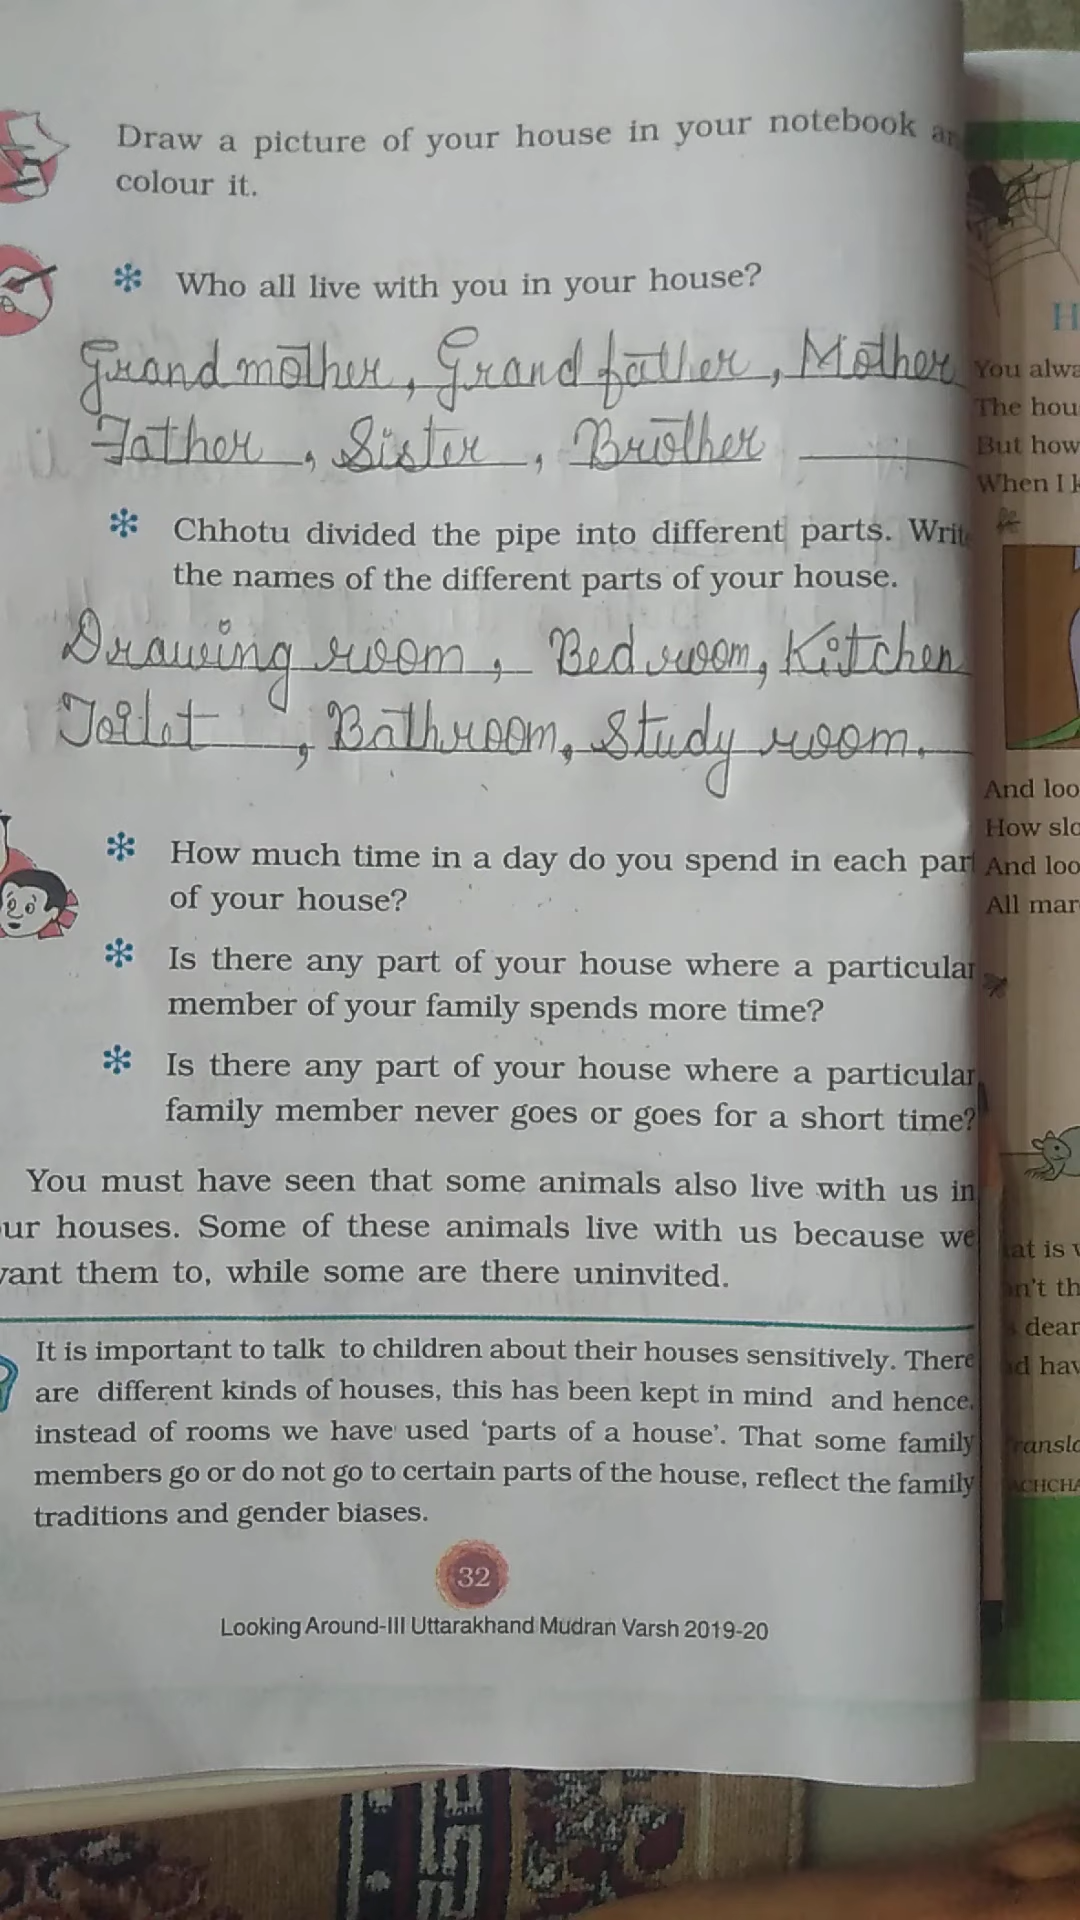 Draw a picture of your house in your notebook
colour it.
Who all live with you in your house?
Grandmother, Grandfather, Mother
Father, Sister, Brother
Chhotu divided the pipe into different parts. Writ
the names of the different parts of your house.
Drawing room, Bedroom, Kitchen
Toilet, Bathroom, Study room.
How much time in a day do you spend in each par
of your house?
Is there any part of your house where a particular
member of your family spends more time?
Is there any part of your house where a particular
family member never goes or goes for a short time?
You must have seen that some animals also live with us in
ur houses. Some of these animals live with us because we
ant them to, while some are there uninvited.
It is important to talk to children about their houses sensitively. There
are different kinds of houses, this has been kept in mind and hence
instead of rooms we have used ‘parts of a house’. That some family
members go or do not go to certain parts of the house, reflect the family
traditions and gender biases.
32
Looking Around-III Uttarakhand Mudran Varsh 2019-20
H
You alwa
The hou
But how
When I
And loo
How slo
And loo
All mar
at is
n't th
dear
d hav
ransla
ACHCHA